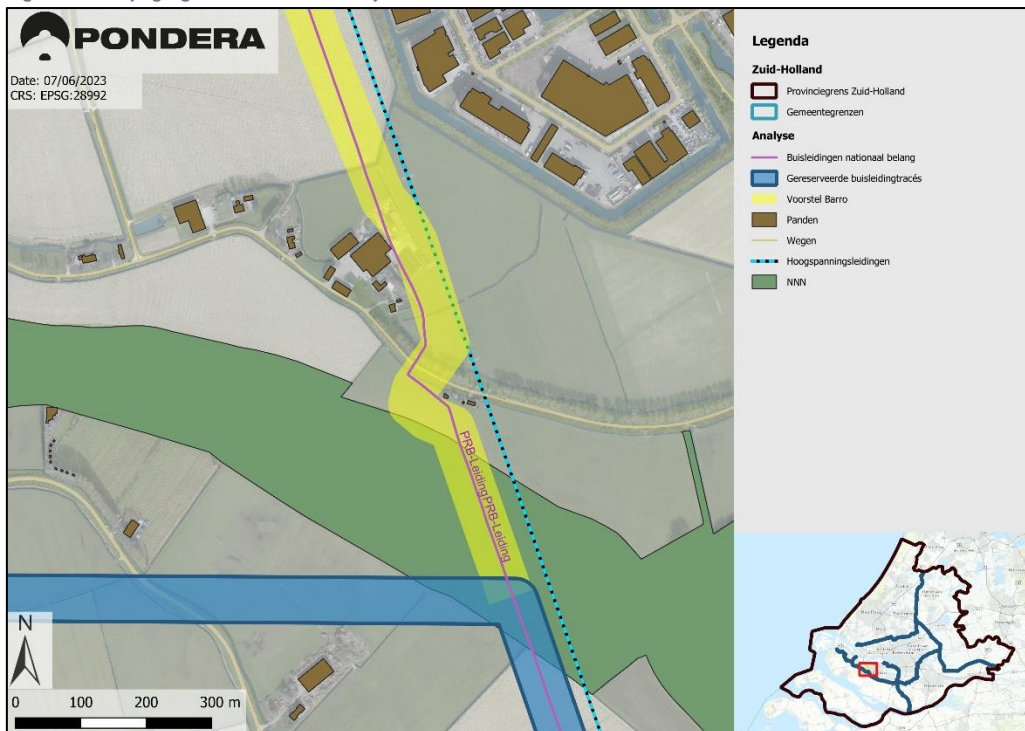 PONDERA
Date: 07/06/2023
CRS: EPSG:28992
PRB-Leiding
PRB-Leiding
N
0 100 200 300 m
Legenda
Zuid-Holland
Provinciegrens Zuid-Holland
Gemeentegrenzen
Analyse
Buisleidingen nationaal belang
Gereserveerde buisleidingtracés
Voorstel Barro
Panden
Wegen
Hoogspanningsleidingen
NNN